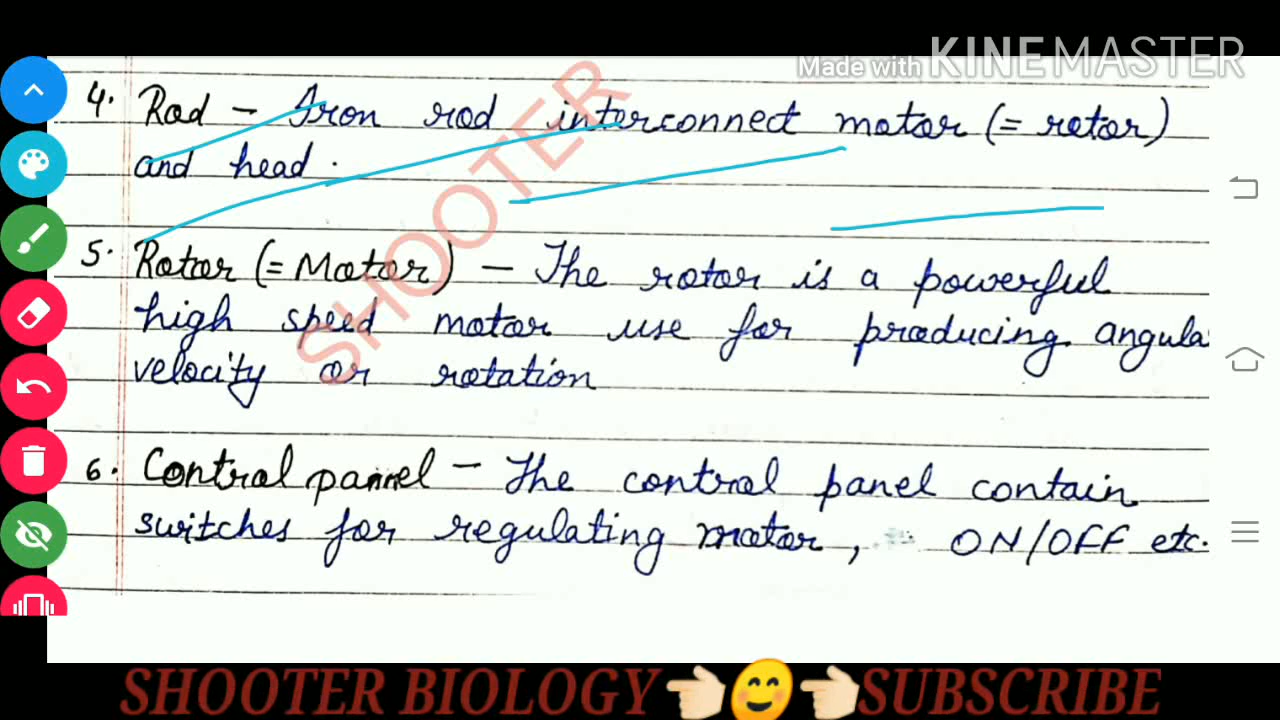 Made with KINEMASTER
4. Rod – Iron rod interconnect motor (= rotor)
and head.
5. Rotor (= Motor) – The rotor is a powerful
high speed motor use for producing angula
velocity or rotation
6. Control pannel – The control panel contain
switches for regulating motor, ON/OFF etc.
SHOOTER
SHOOTER BIOLOGY SUBSCRIBE